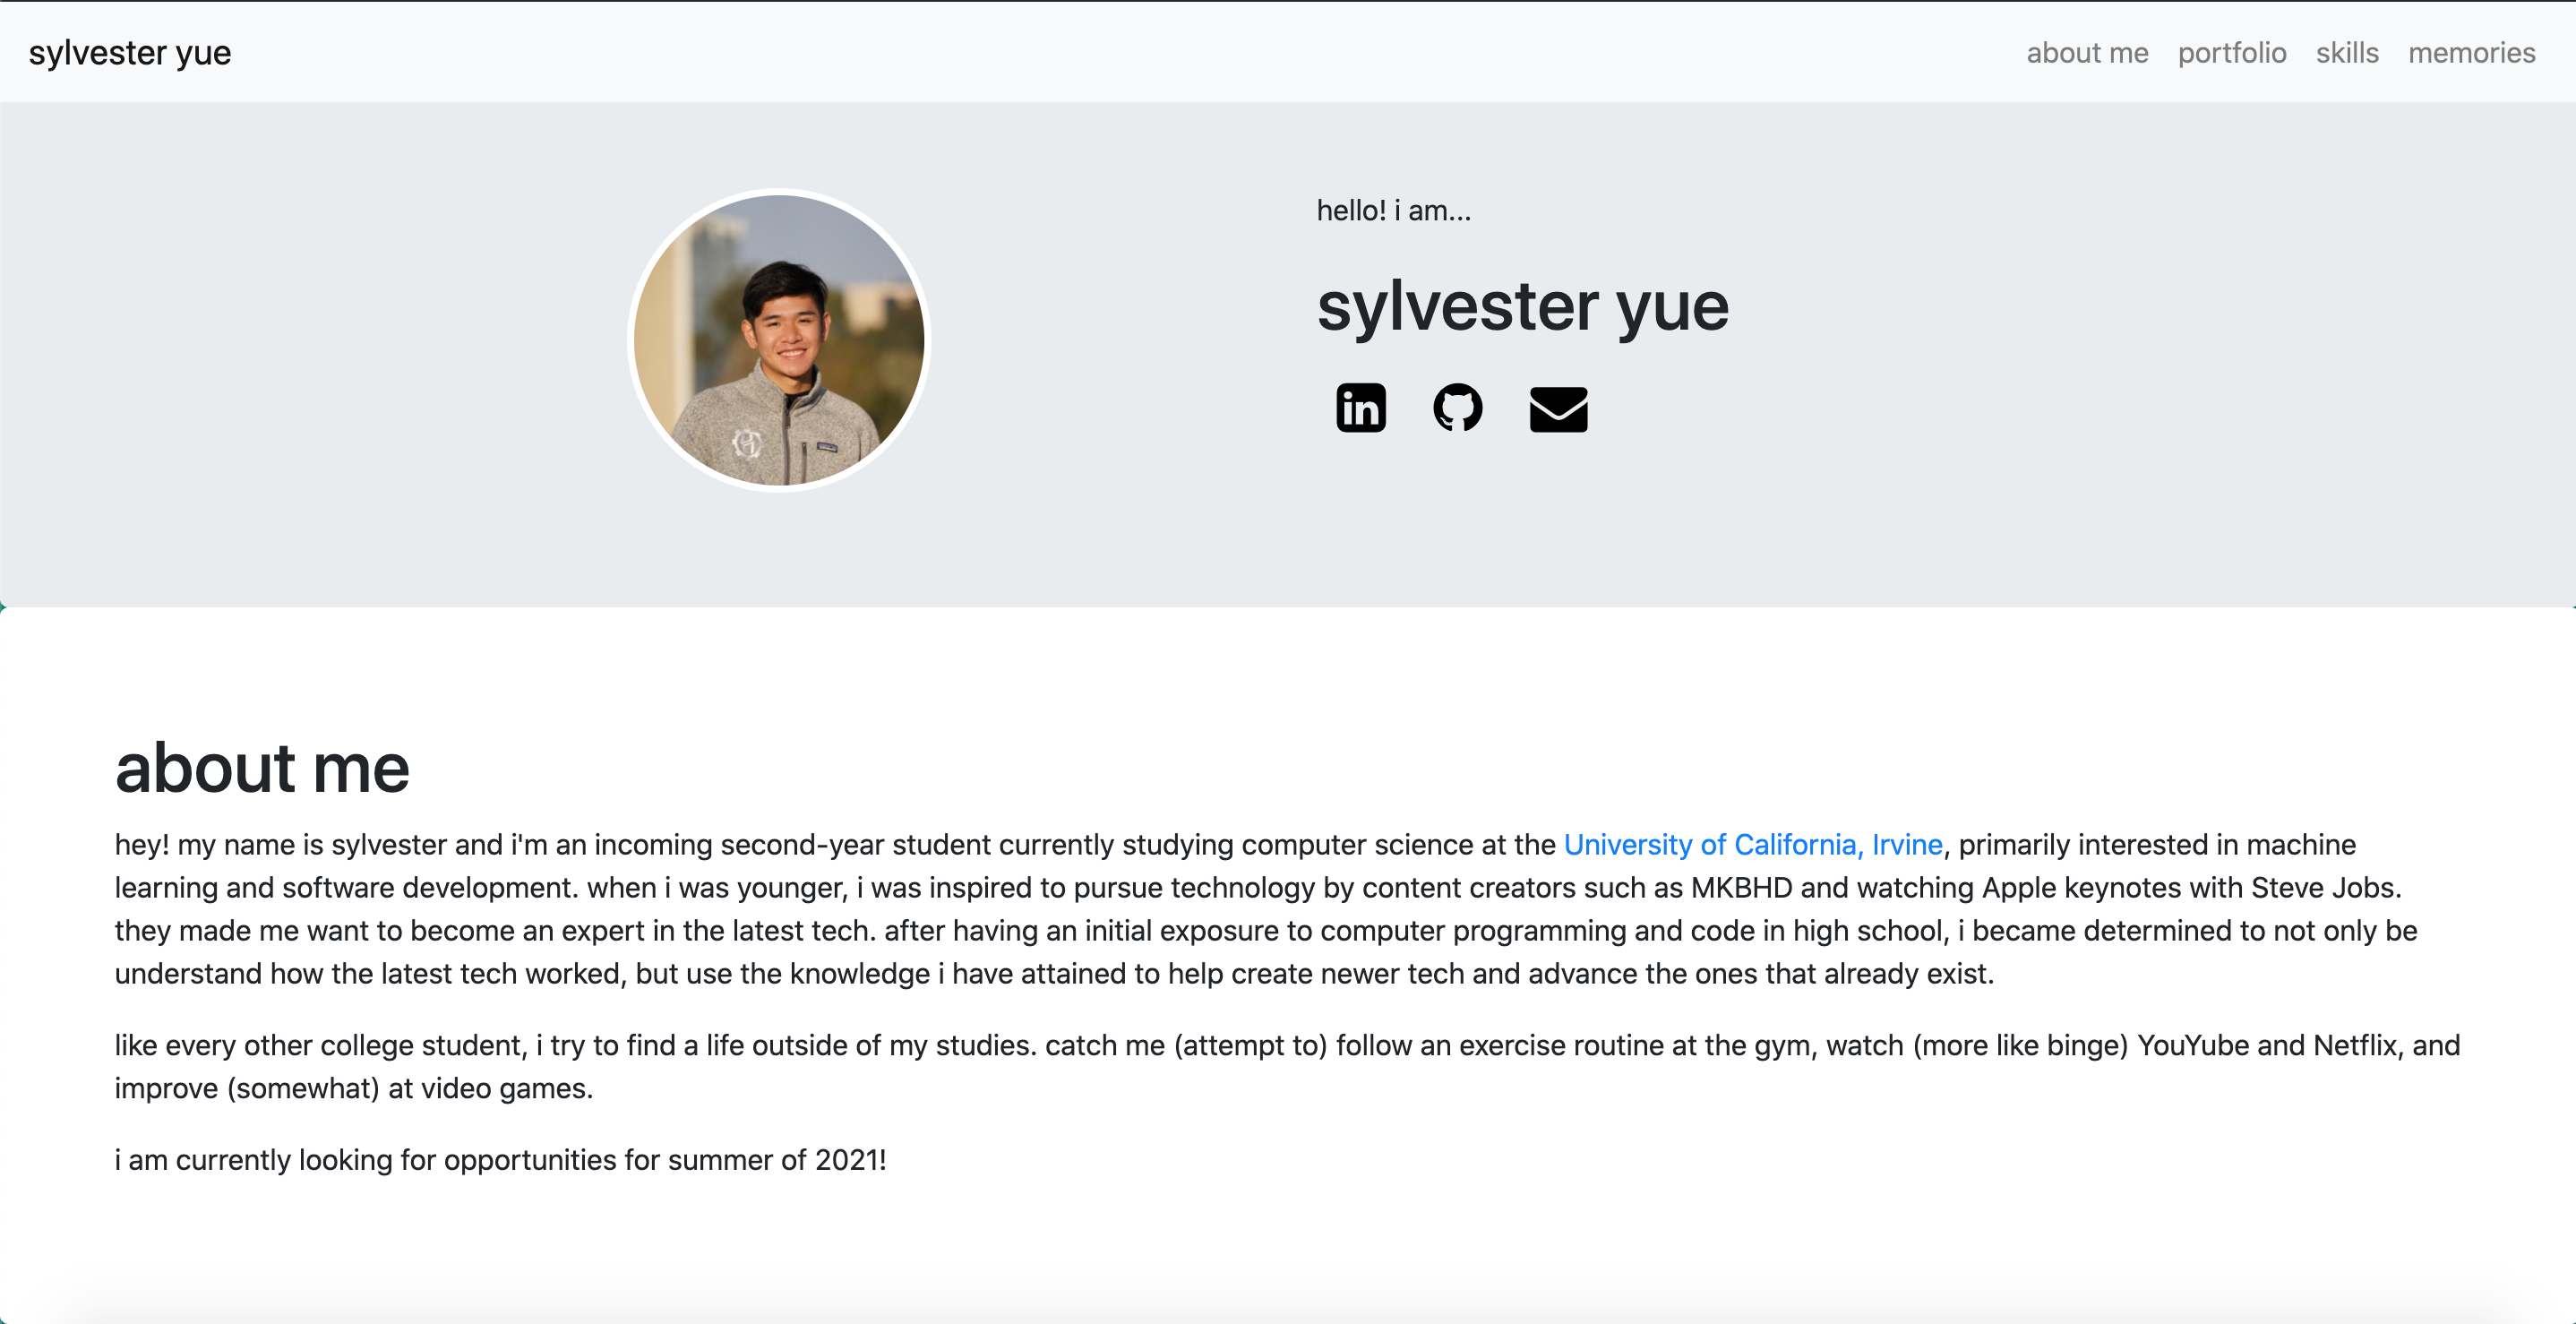 sylvester yue
about me portfolio skills memories
hello! i am...
sylvester yue
in
about me
hey! my name is sylvester and i'm an incoming second-year student currently studying computer science at the University of California, Irvine, primarily interested in machine
learning and software development. when i was younger, i was inspired to pursue technology by content creators such as MKBHD and watching Apple keynotes with Steve Jobs.
they made me want to become an expert in the latest tech. after having an initial exposure to computer programming and code in high school, i became determined to not only be
understand how the latest tech worked, but use the knowledge i have attained to help create newer tech and advance the ones that already exist.
like every other college student, i try to find a life outside of my studies. catch me (attempt to) follow an exercise routine at the gym, watch (more like binge) YouYube and Netflix, and
improve (somewhat) at video games.
i am currently looking for opportunities for summer of 2021!